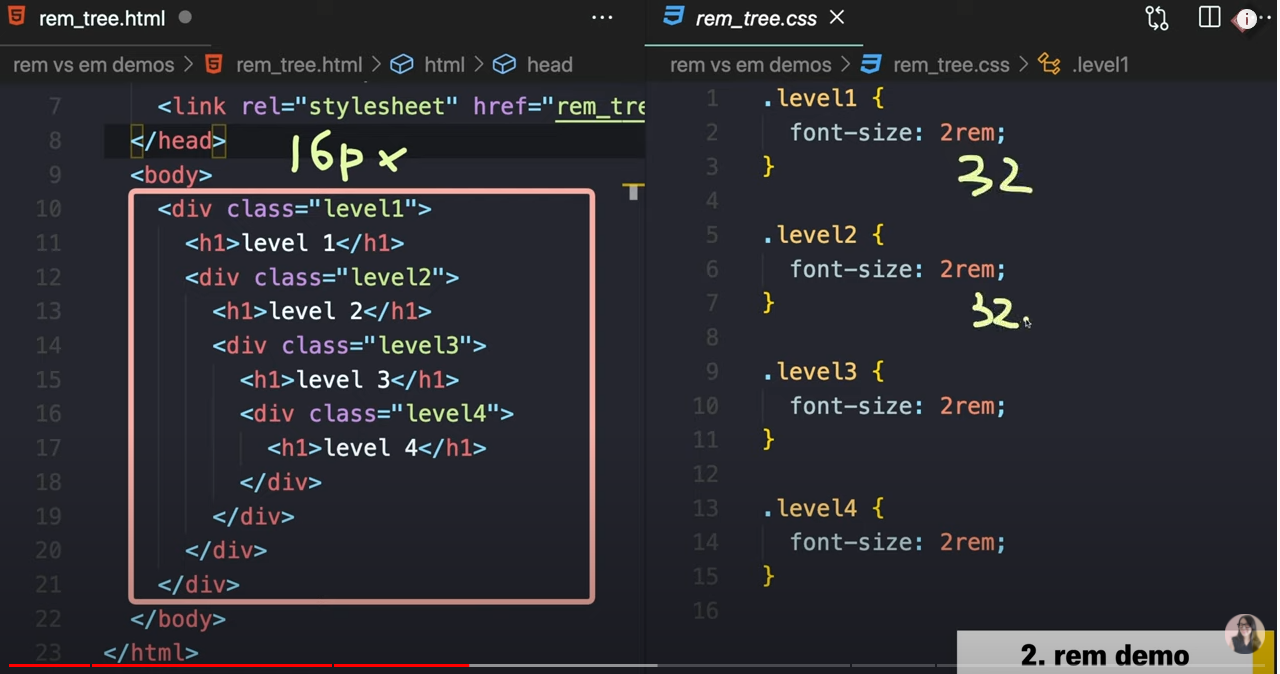 rem_tree.html
rem vs em demos > rem_tree.html > html > head
7 <link rel="stylesheet" href="rem_tre
8 </head>
16px
9 <body>
10 <div class="level1">
11 <h1>level 1</h1>
12 <div class="level2">
13 <h1>level 2</h1>
14 <div class="level3">
15 <h1>level 3</h1>
16 <div class="level4">
17 <h1>level 4</h1>
18 </div>
19 </div>
20 </div>
21 </div>
22 </body>
23 </html>
rem_tree.css
rem vs em demos > rem_tree.css > .level1
1 .level1 {
2 font-size: 2rem;
3 }
32
4
5 .level2 {
6 font-size: 2rem;
7 }
32.
8
9 .level3 {
10 font-size: 2rem;
11 }
12
13 .level4 {
14 font-size: 2rem;
15 }
16
2. rem demo